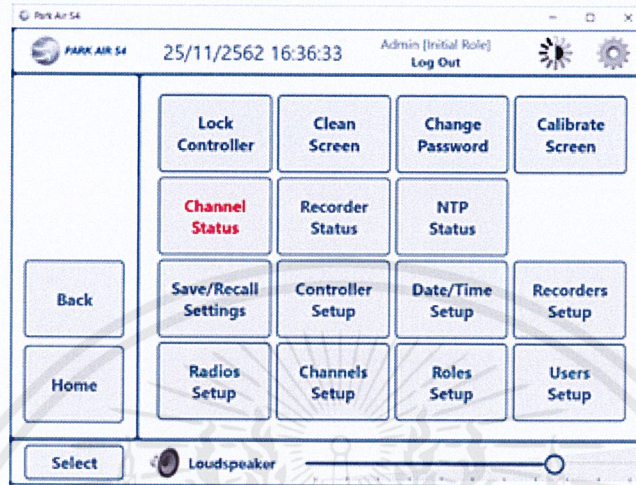 Park Air S4
PARK AIR S4
25/11/2562 16:36:33
Admin [Initial Role]
Log Out
Lock
Controller
Clean
Screen
Change
Password
Calibrate
Screen
Channel
Status
Recorder
Status
NTP
Status
Back
Save/Recall
Settings
Controller
Setup
Date/Time
Setup
Recorders
Setup
Home
Radios
Setup
Channels
Setup
Roles
Setup
Users
Setup
Select
Loudspeaker